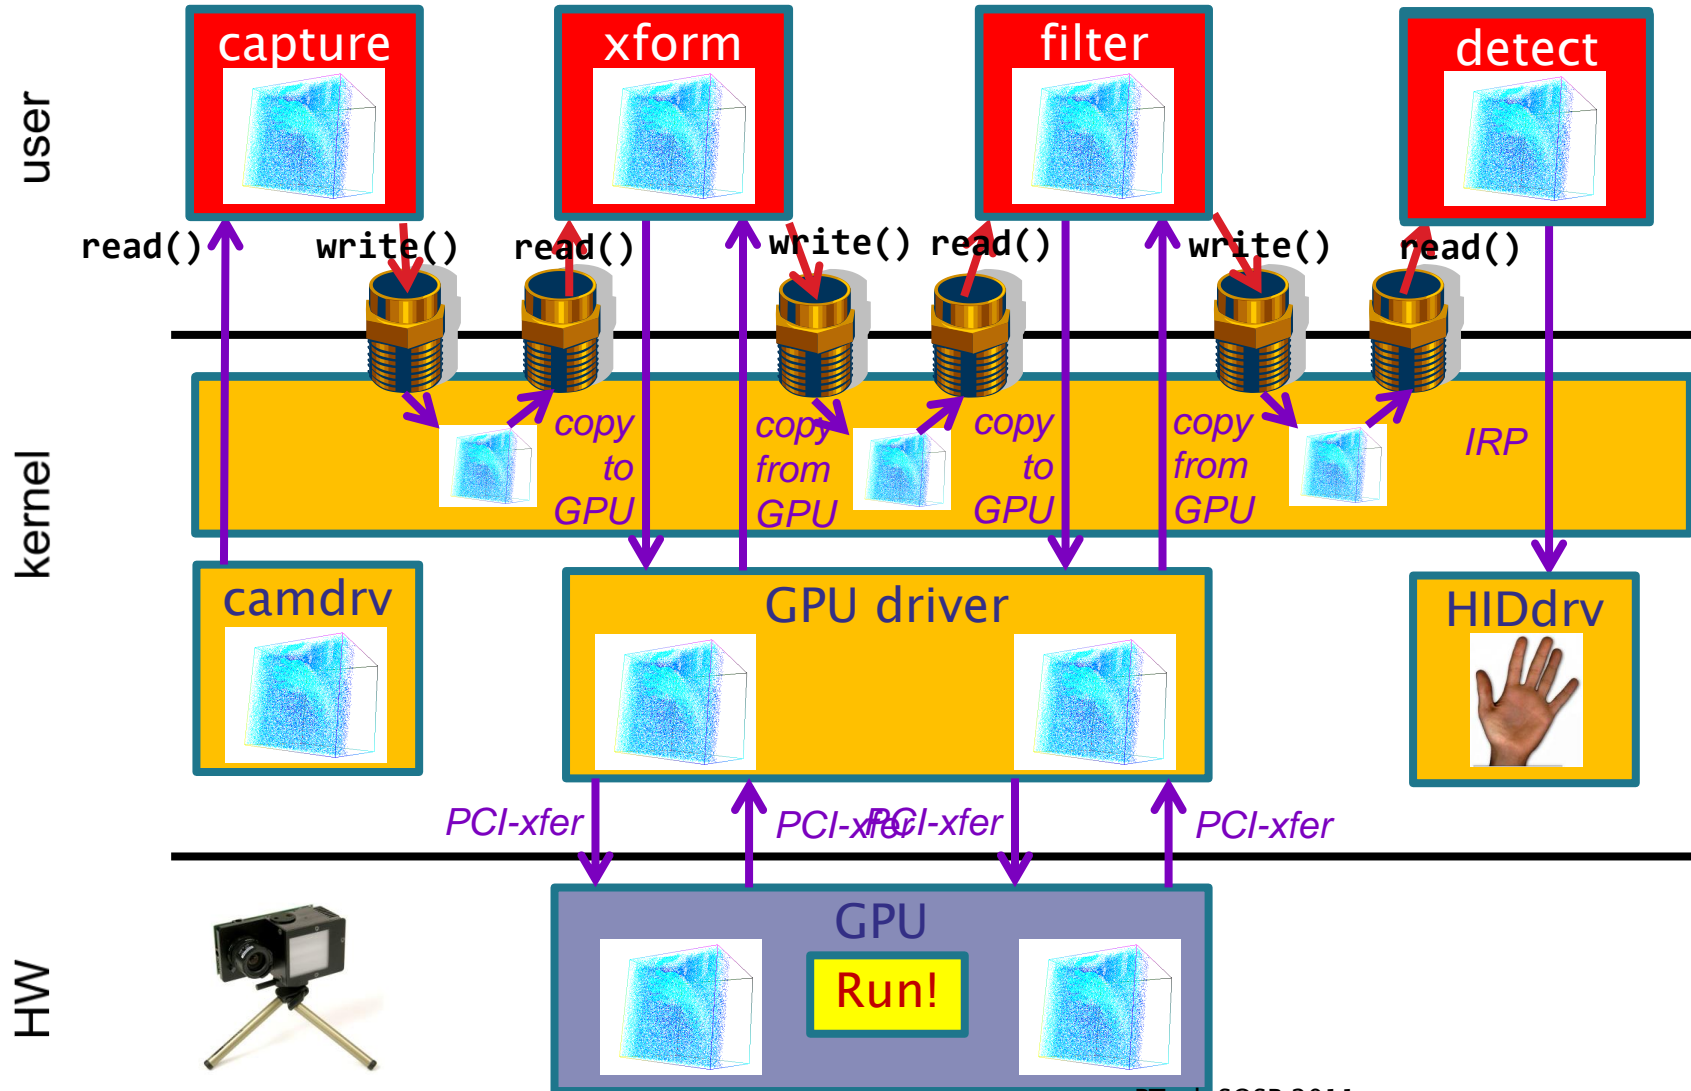 user
capture
xform
filter
detect
read()
write()
read()
write()
read()
write()
read()
kernel
copy
to
GPU
copy
from
GPU
copy
to
GPU
copy
from
GPU
IRP
camdrv
GPU driver
HIDdrv
PCI-xfer
PCI-xfer
PCI-xfer
PCI-xfer
HW
GPU
Run!